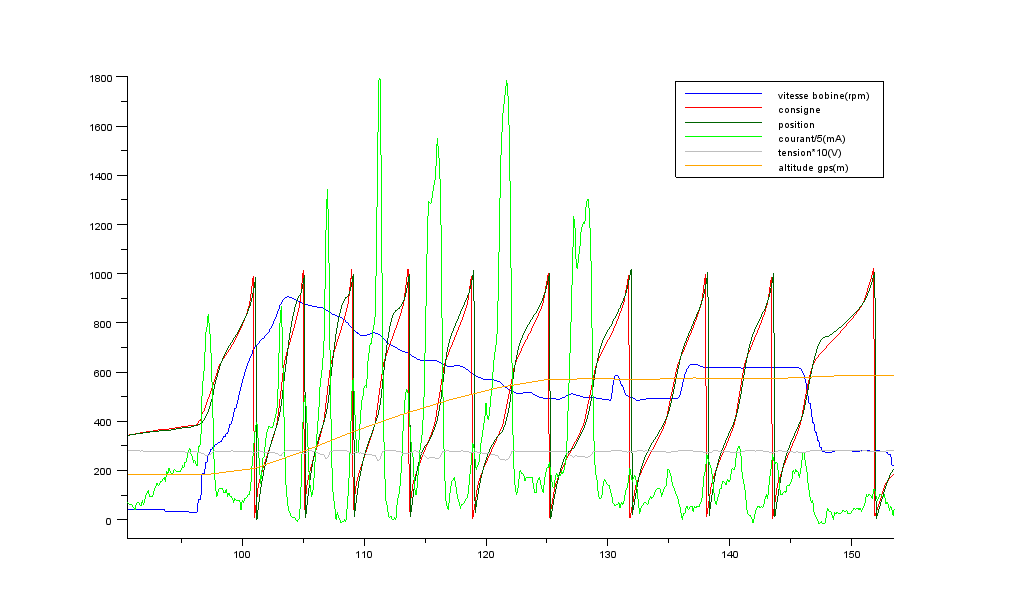 1800
1600
1400
1200
1000
800
600
400
200
0
vitesse bobine(rpm)
consigne
position
courant/5(mA)
tension*10(V)
altitude gps(m)
100 110 120 130 140 150